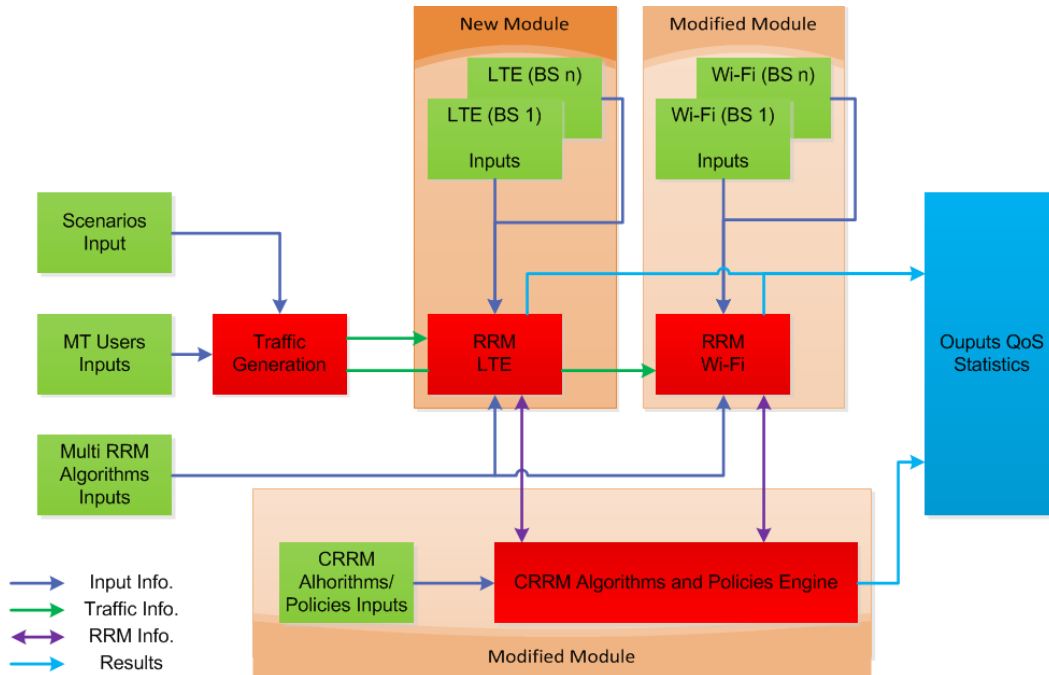 New Module
Modified Module
LTE (BS n)
LTE (BS 1)
Inputs
Wi-Fi (BS n)
Wi-Fi (BS 1)
Inputs
Scenarios
Input
MT Users
Inputs
Traffic
Generation
RRM
LTE
RRM
Wi-Fi
Ouputs QoS
Statistics
Multi RRM
Algorithms
Inputs
CRRM
Alhorithms/
Policies Inputs
CRRM Algorithms and Policies Engine
Modified Module
Input Info.
Traffic Info.
RRM Info.
Results